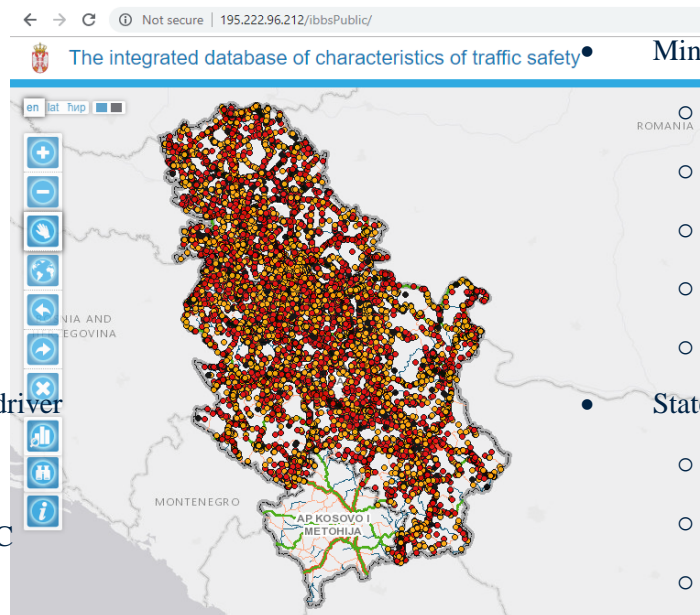 Not secure | 195.222.96.212/ibbsPublic/
The integrated database of characteristics of traffic safety
• Min
en lat ћир
ROMANIA
NIA AND
EGOVINA
driver
• State
MONTENEGRO
AP KOSOVO I
METOHIJA
C